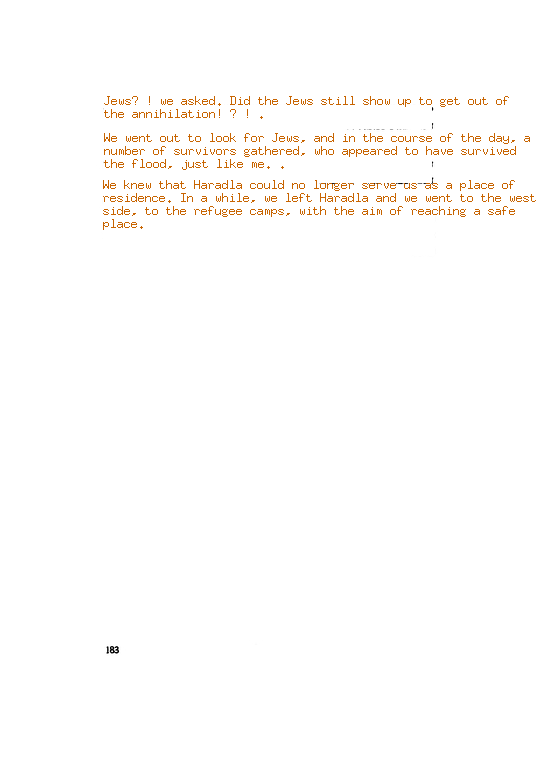 Jews? ! we asked. Did the Jews still show up to get out of
the annihilation! ? ! .
We went out to look for Jews, and in the course of the day, a
number of survivors gathered, who appeared to have survived
the flood, just like me. .
We knew that Haradla could no longer serve us as a place of
residence. In a while, we left Haradla and we went to the west
side, to the refugee camps, with the aim of reaching a safe
place.
183